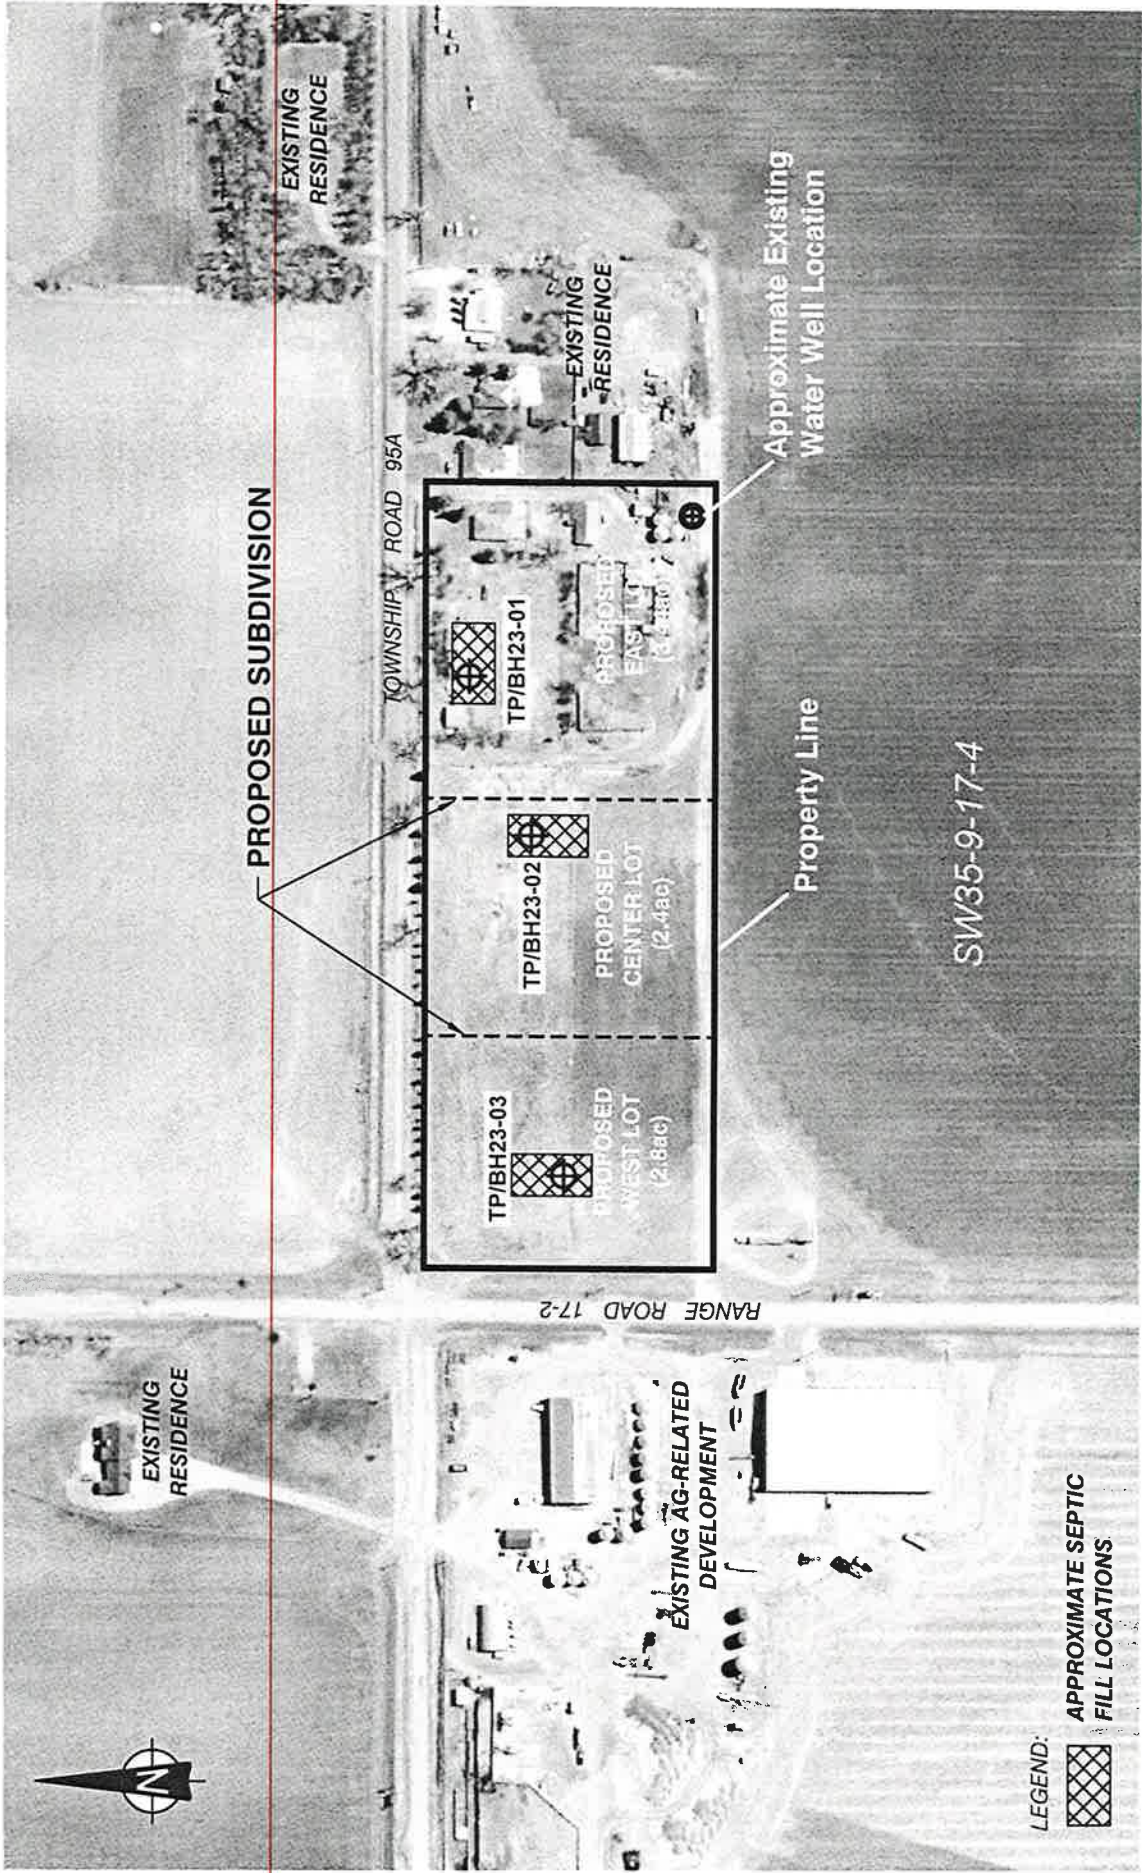 PROPOSED SUBDIVISION
EXISTING
RESIDENCE
EXISTING
RESIDENCE
TOWNSHIP ROAD 95A
EXISTING
RESIDENCE
RANGE ROAD 17-2
TP/BH23-03
TP/BH23-02
TP/BH23-01
PROPOSED
WEST LOT
(2.8ac)
PROPOSED
CENTER LOT
(2.4ac)
PROPOSED
EAST LOT
EXISTING AG-RELATED
DEVELOPMENT
Property Line
Approximate Existing
Water Well Location
SW35-9-17-4
N
LEGEND:
APPROXIMATE SEPTIC
FILL LOCATIONS